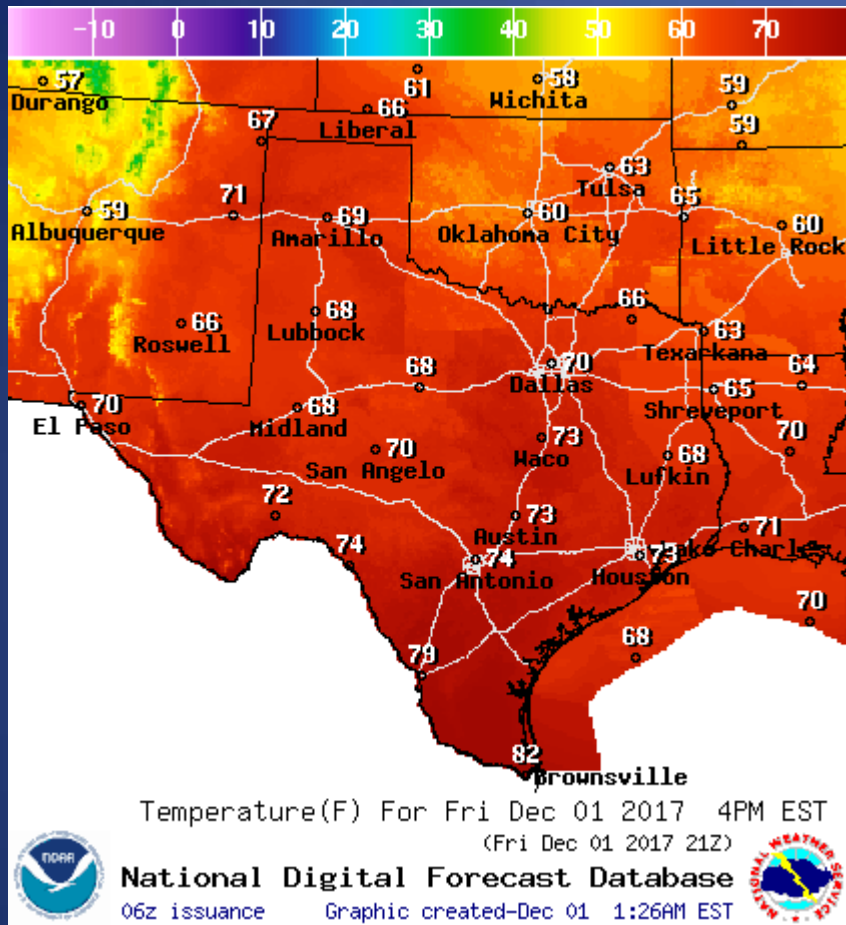 -10 0 10 20 30 40 50 60 70
57 61 58 59
Durango Wichita
66
Liberal
67 59
63
Tulsa
59 71 69 60 65 60
Albuquerque Amarillo Oklahoma City Little Rock
66 68 66 63
Roswell Lubbock Texarkana
68 70 64
Dallas
70 68 65
El Paso Midland Shreveport
70 73 68 70
San Angelo Waco Lufkin
72 73 71
Austin
74 74 73 Lake Charles
San Antonio Houston
70
79 68
82
Brownsville
Temperature(F) For Fri Dec 01 2017 4PM EST
(Fri Dec 01 2017 21Z)
NOAA
National Digital Forecast Database
06z issuance Graphic created-Dec 01 1:26AM EST
NATIONAL WEATHER SERVICE